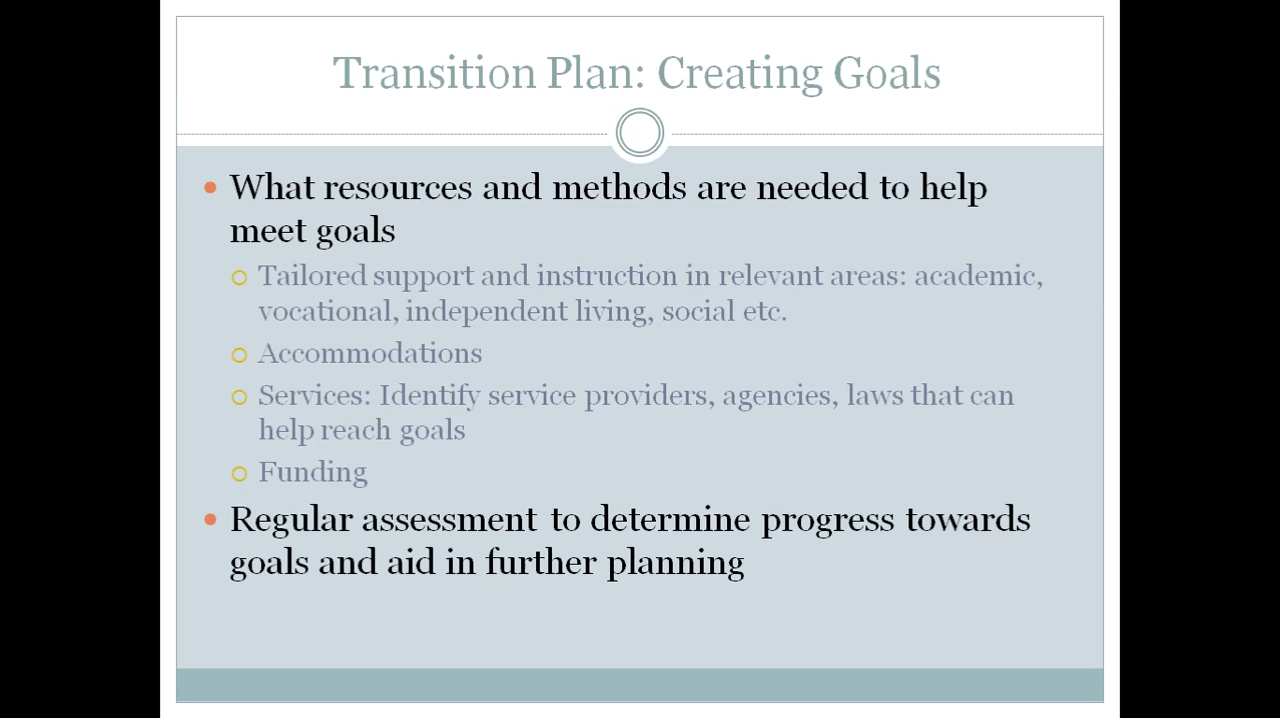 Transition Plan: Creating Goals
What resources and methods are needed to help
meet goals
Tailored support and instruction in relevant areas: academic,
vocational, independent living, social etc.
Accommodations
Services: Identify service providers, agencies, laws that can
help reach goals
Funding
Regular assessment to determine progress towards
goals and aid in further planning